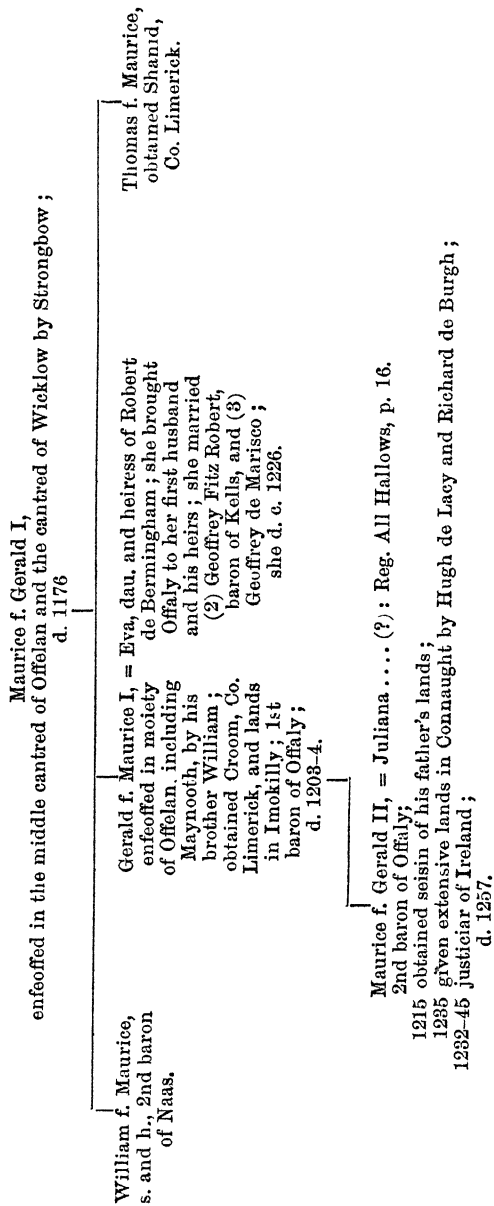 Maurice f. Gerald I,
enfeoffed in the middle cantred of Offelan and the cantred of Wicklow by Strongbow;
d. 1176
William f. Maurice,
s. and h., 2nd baron
of Naas.
Gerald f. Maurice I, = Eva, dau. and heiress of Robert
enfeoffed in moiety
of Offelan, including
Maynooth, by his
brother William;
obtained Croom, Co.
Limerick, and lands
in Imokilly; 1st
baron of Offaly;
d. 1203-4.
de Bermingham; she brought
Offaly to her first husband
and his heirs; she married
(2) Geoffrey Fitz Robert,
baron of Kells, and (3)
Geoffrey de Marisco;
she d. c. 1226.
Thomas f. Maurice,
obtained Shanid,
Co. Limerick.
Maurice f. Gerald II, = Juliana .... (?): Reg. All Hallows, p. 16.
2nd baron of Offaly;
1215 obtained seisin of his father's lands;
1235 given extensive lands in Connaught by Hugh de Lacy and Richard de Burgh;
1232-45 justiciar of Ireland;
d. 1257.